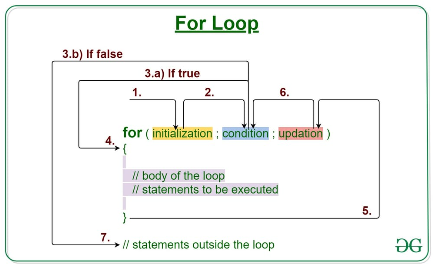 For Loop
3.b) If false
3.a) If true
1. 2. 6.
for ( initialization ; condition ; updation )
4. {
// body of the loop
// statements to be executed
} 5.
7. // statements outside the loop